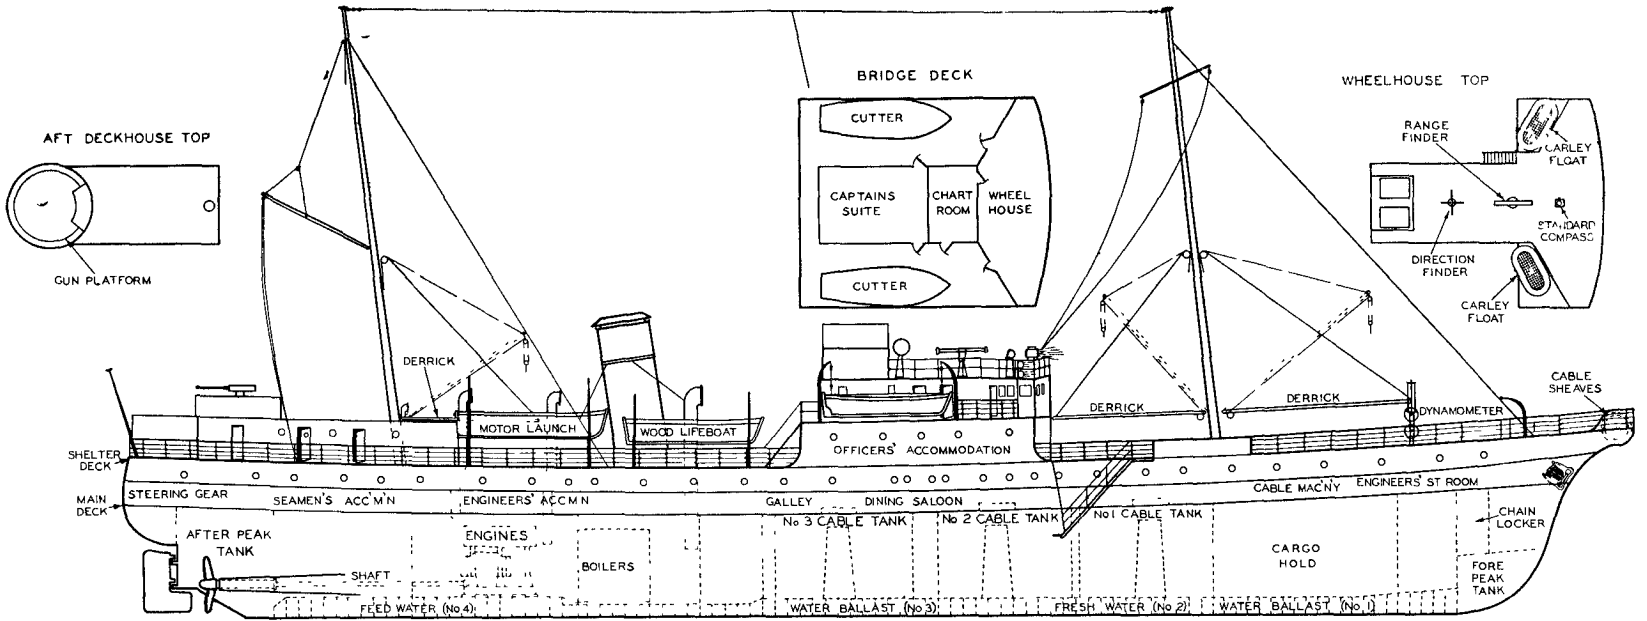 BRIDGE DECK
WHEELHOUSE TOP
AFT DECKHOUSE TOP
GUN PLATFORM
CUTTER
CAPTAINS
SUITE
CHART
ROOM
WHEEL
HOUSE
CUTTER
RANGE
FINDER
CARLEY
FLOAT
STANDARD
COMPASS
DIRECTION
FINDER
CARLEY
FLOAT
DERRICK
MOTOR LAUNCH
WOOD LIFEBOAT
OFFICERS' ACCOMMODATION
DERRICK
DERRICK
DYNAMOMETER
CABLE
SHEAVES
SHELTER
DECK
MAIN
DECK
STEERING GEAR
SEAMEN'S ACC'M'N
ENGINEERS' ACCM N
GALLEY
DINING SALOON
CABLE MAC'NY
ENGINEERS' ST ROOM
No 3 CABLE TANK
No 2 CABLE TANK
No 1 CABLE TANK
CHAIN
LOCKER
AFTER PEAK
TANK
ENGINES
BOILERS
SHAFT
CARGO
HOLD
FORE
PEAK
TANK
FEED WATER (No 4)
WATER BALLAST (No 3)
FRESH WATER (No 2)
WATER BALLAST (No 1)